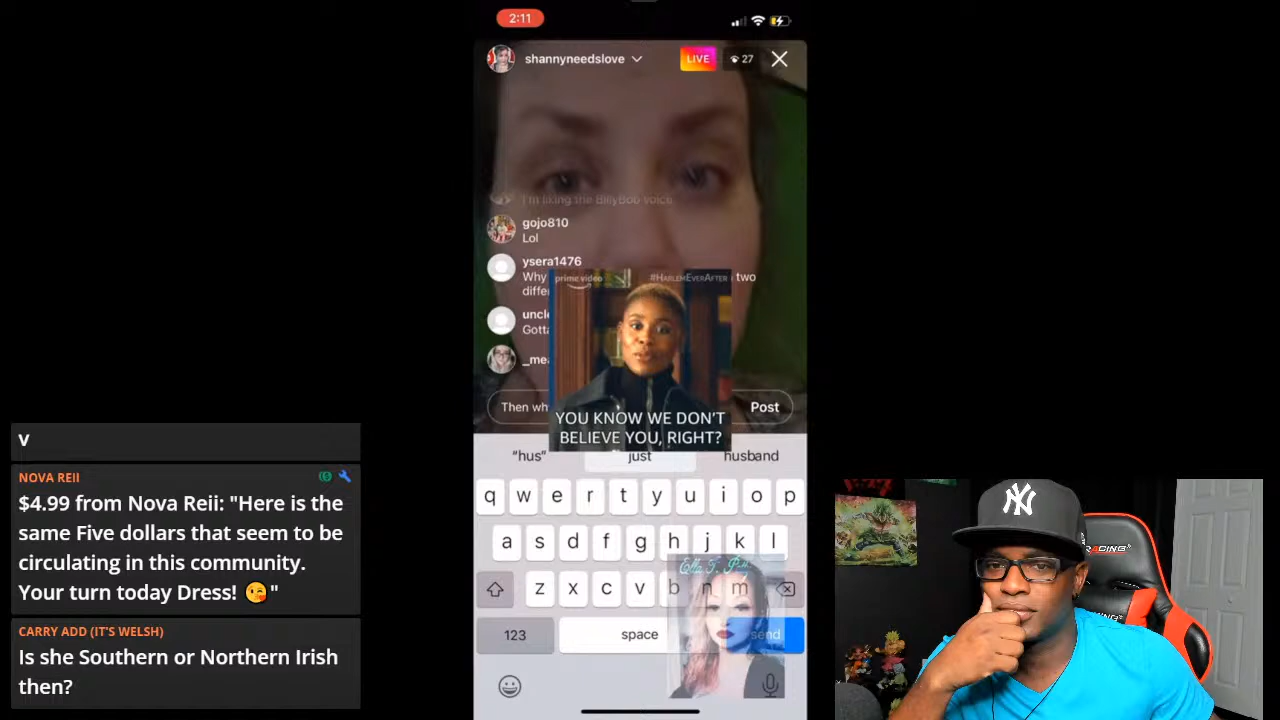 2:11
shannyneedslove
LIVE
27
I'm liking the BillyBoo voice
gojo810
Lol
ysera1476
Why
two
diffe
uncl
Gotta
_me
Then wh
Post
prime video
#HARLEMEVERAFTER
YOU KNOW WE DON'T
BELIEVE YOU, RIGHT?
"hus"
just
husband
q w e r t y u i o p
a s d f g h j k l
z x c v b n m
123
space
send
V
NOVA REII
$4.99 from Nova Reii: "Here is the
same Five dollars that seem to be
circulating in this community.
Your turn today Dress! 😘 "
CARRY ADD (IT'S WELSH)
Is she Southern or Northern Irish
then?
NY
RACING